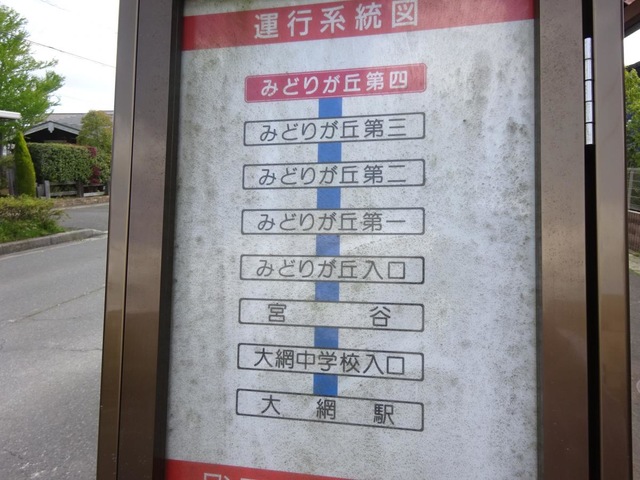 運行系統図
みどりが丘第四
みどりが丘第三
みどりが丘第二
みどりが丘第一
みどりが丘入口
宮谷
大網中学校入口
大網駅